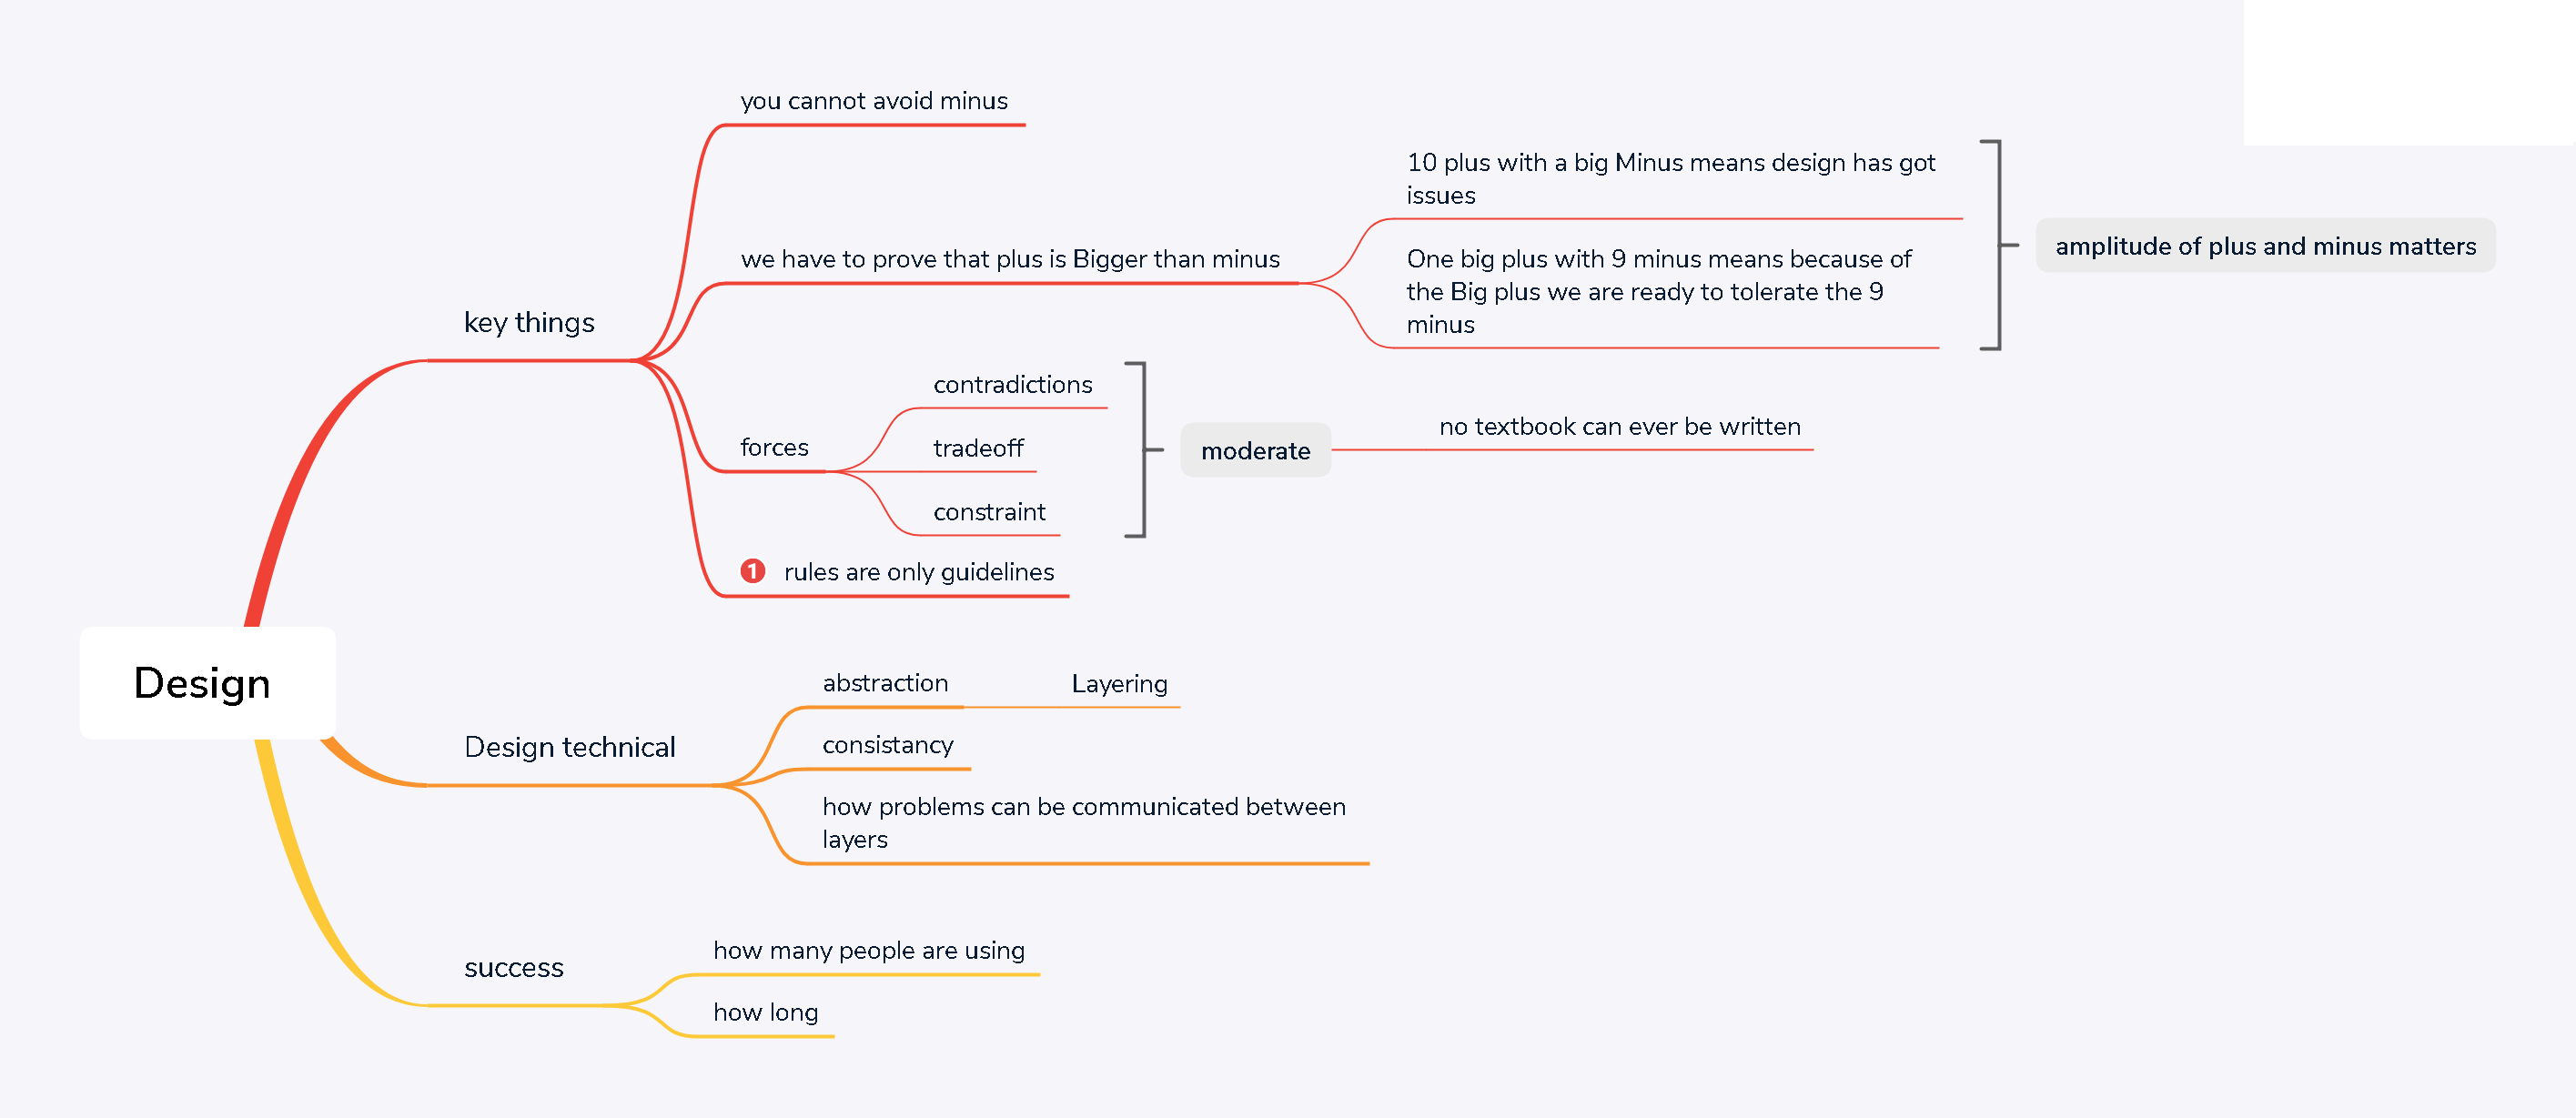 you cannot avoid minus
10 plus with a big Minus means design has got
issues
we have to prove that plus is Bigger than minus
One big plus with 9 minus means because of
the Big plus we are ready to tolerate the 9
minus
amplitude of plus and minus matters
key things
contradictions
forces
tradeoff
constraint
moderate
no textbook can ever be written
1 rules are only guidelines
Design
abstraction
Layering
Design technical
consistancy
how problems can be communicated between
layers
success
how many people are using
how long